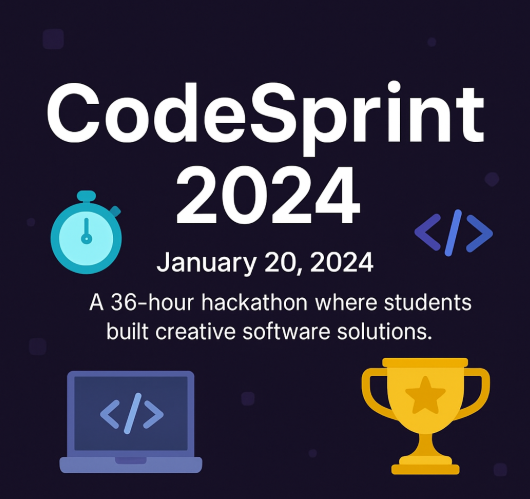 CodeSprint
2024
January 20, 2024
A 36-hour hackathon where students
built creative software solutions.
</>
</>